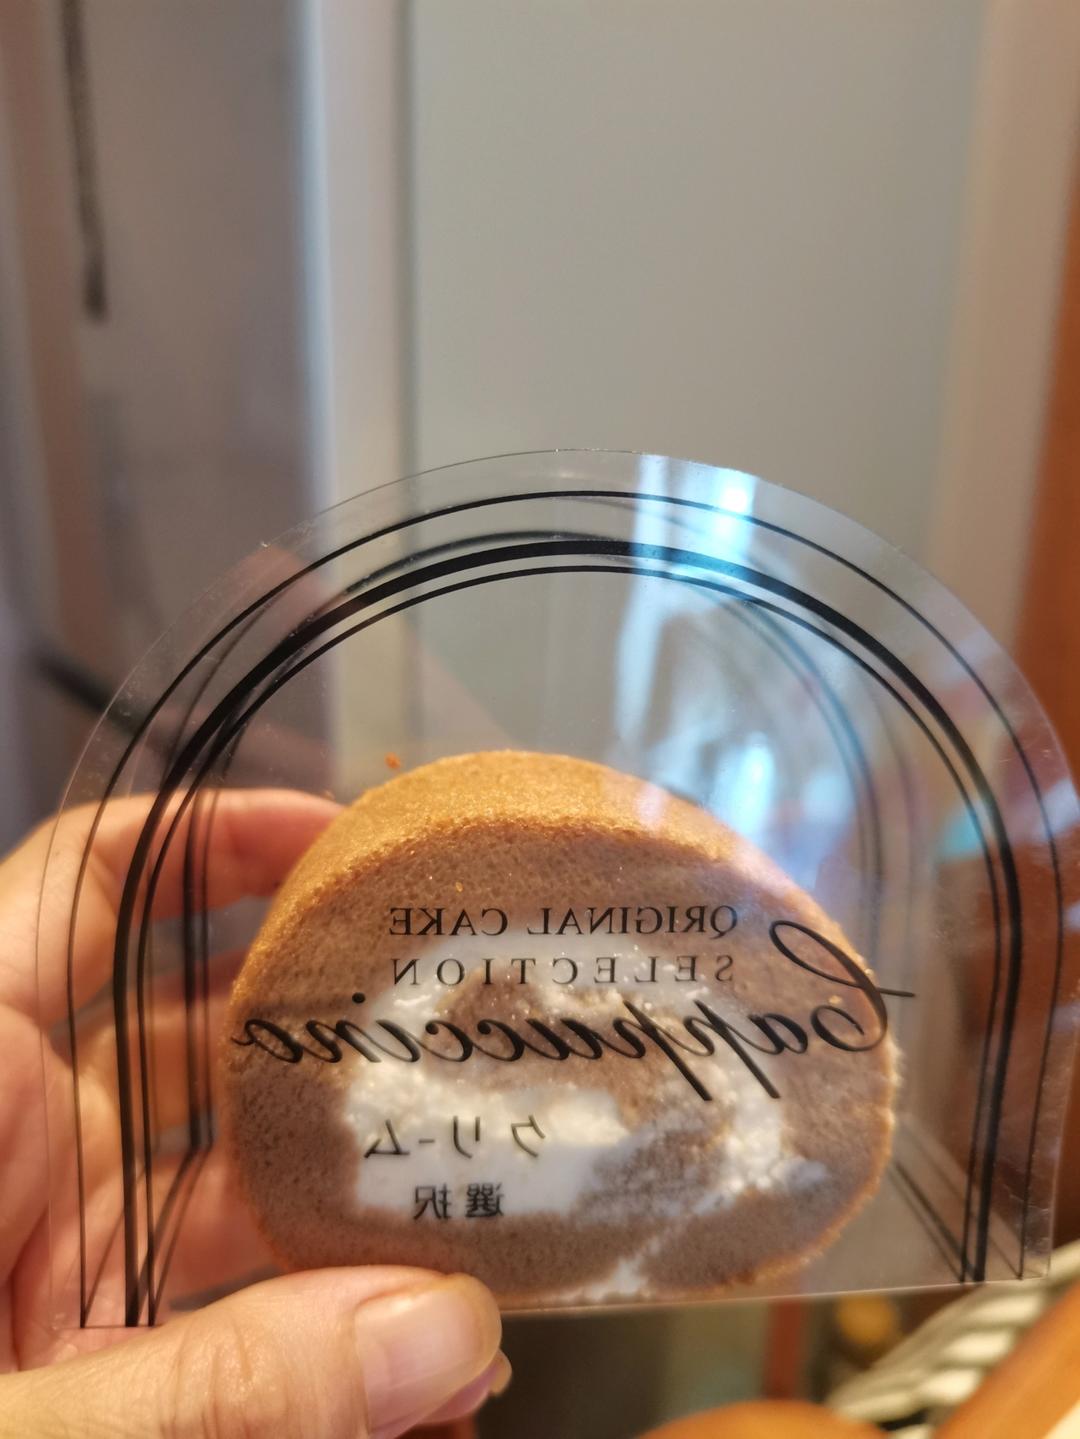 ORIGINAL CAKE
SELECTION
Cappuccino
クリーム
選択